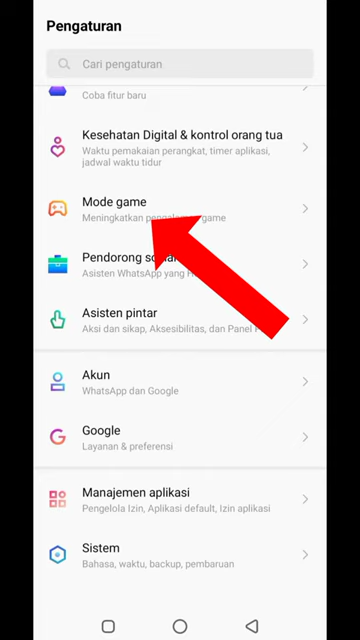 Pengaturan
Cari pengaturan
Coba fitur baru
Kesehatan Digital & kontrol orang tua
Waktu pemakaian perangkat, timer aplikasi,
jadwal waktu tidur
Mode game
Meningkatkan game
Pendorong
Asisten WhatsApp yang
Asisten pintar
Aksi dan sikap, Aksesibilitas, dan Panel
Akun
WhatsApp dan Google
Google
Layanan & preferensi
Manajemen aplikasi
Pengelola Izin, Aplikasi default, Izin aplikasi
Sistem
Bahasa, waktu, backup, pembaruan